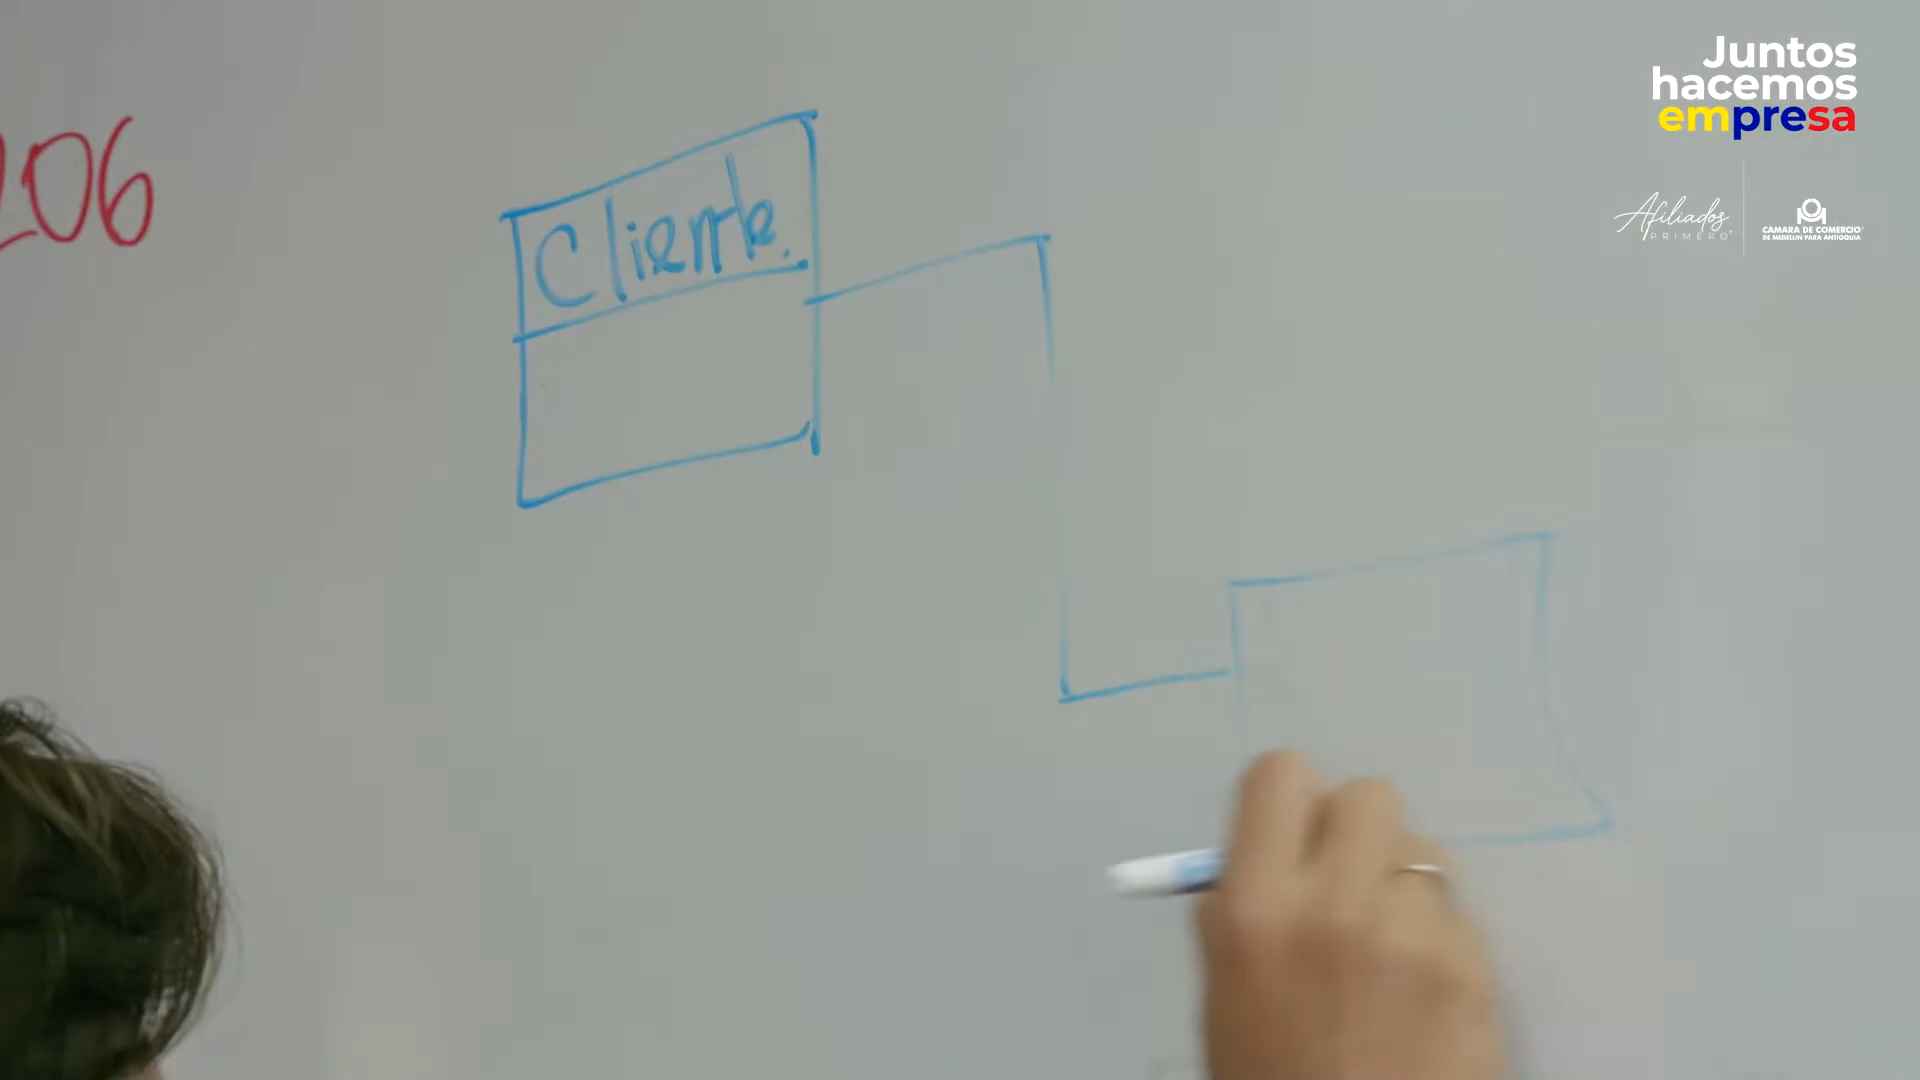 Juntos
hacemos
empresa
Afiliados
PRIMERO
CAMARA DE COMERCIO
DE MEDELLIN PARA ANTIOQUIA
206
Cliente.